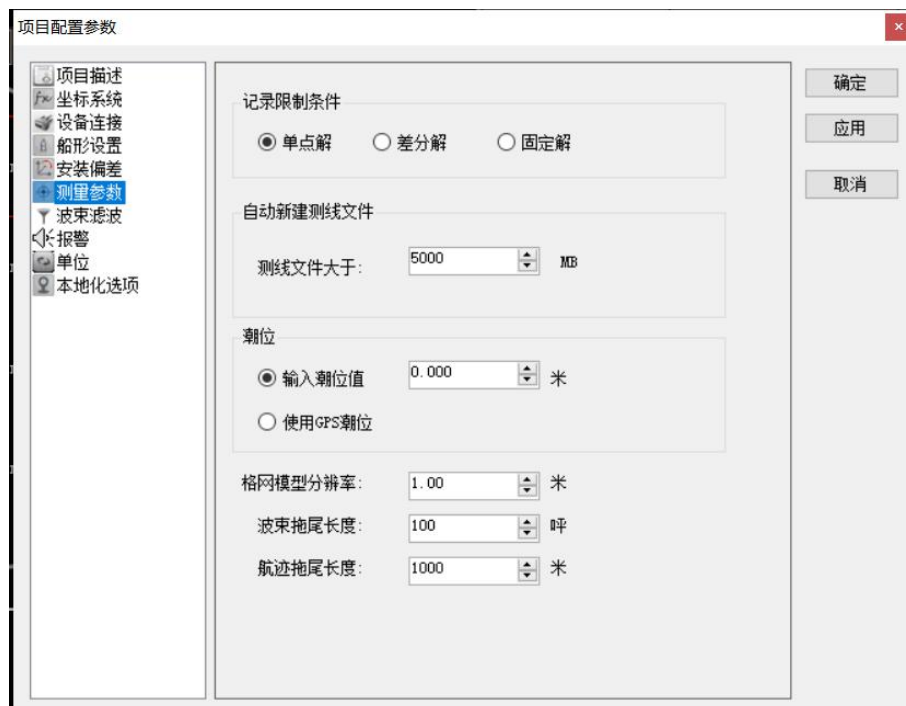 项目配置参数
项目描述
坐标系统
设备连接
船形设置
安装偏差
测里参数
波束滤波
报警
单位
本地化选项
记录限制条件
单点解 差分解 固定解
自动新建测线文件
测线文件大于: 5000 MB
潮位
输入潮位值 0.000 米
使用GPS潮位
格网模型分辨率: 1.00 米
波束拖尾长度: 100 呯
航迹拖尾长度: 1000 米
确定
应用
取消